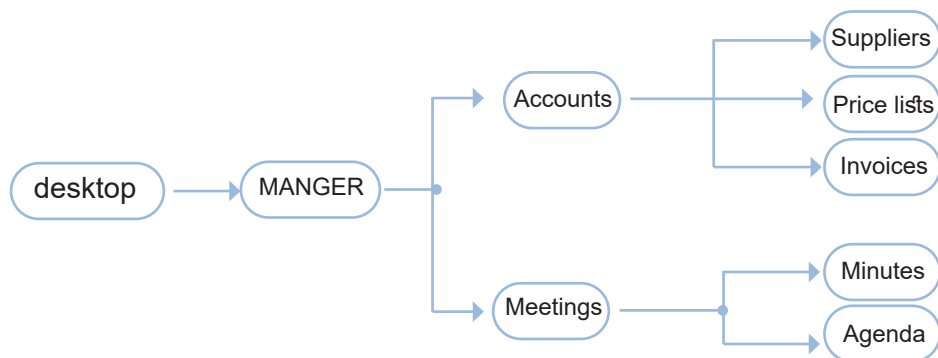 Suppliers
Accounts
Price lists
Invoices
desktop
MANGER
Minutes
Meetings
Agenda